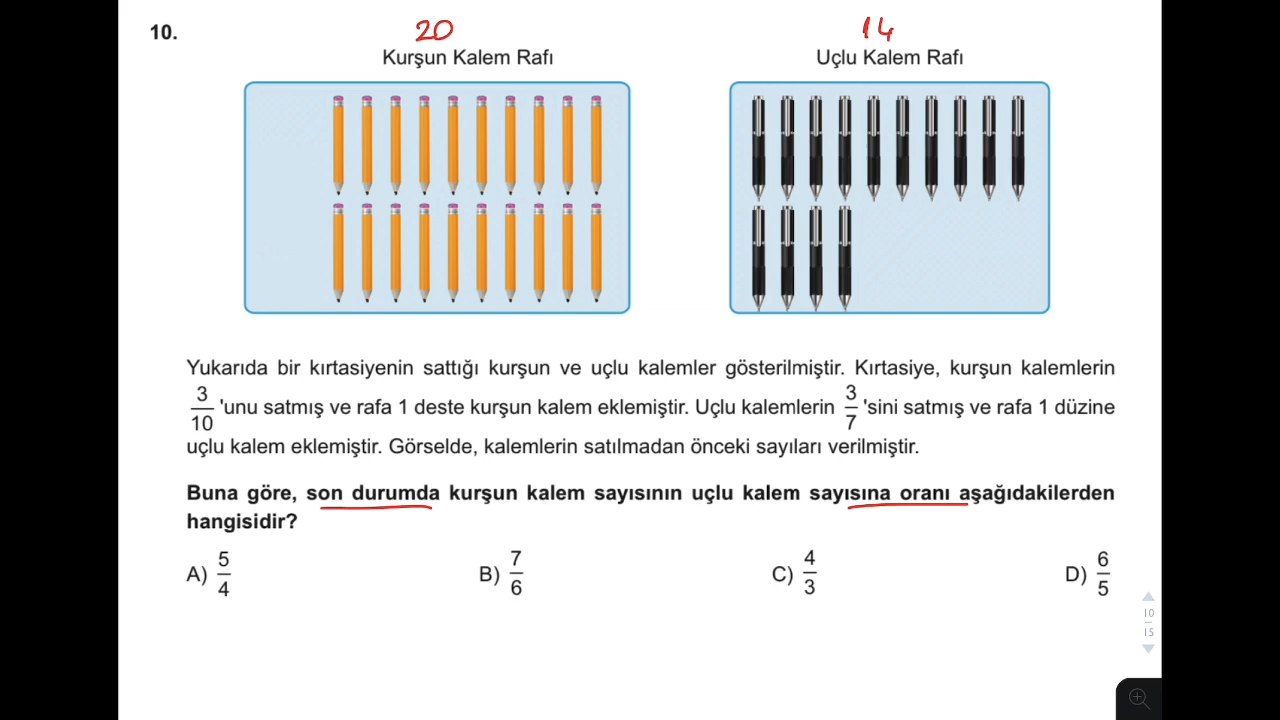 10.
20
14
Kurşun Kalem Rafı
Uçlu Kalem Rafı
Yukarıda bir kırtasiyenin sattığı kurşun ve uçlu kalemler gösterilmiştir. Kırtasiye, kurşun kalemlerin
3/10 'unu satmış ve rafa 1 deste kurşun kalem eklemiştir. Uçlu kalemlerin 3/7 'sini satmış ve rafa 1 düzine
uçlu kalem eklemiştir. Görselde, kalemlerin satılmadan önceki sayıları verilmiştir.
Buna göre, son durumda kurşun kalem sayısının uçlu kalem sayısına oranı aşağıdakilerden
hangisidir?
A) 5/4 B) 7/6 C) 4/3 D) 6/5
10
15